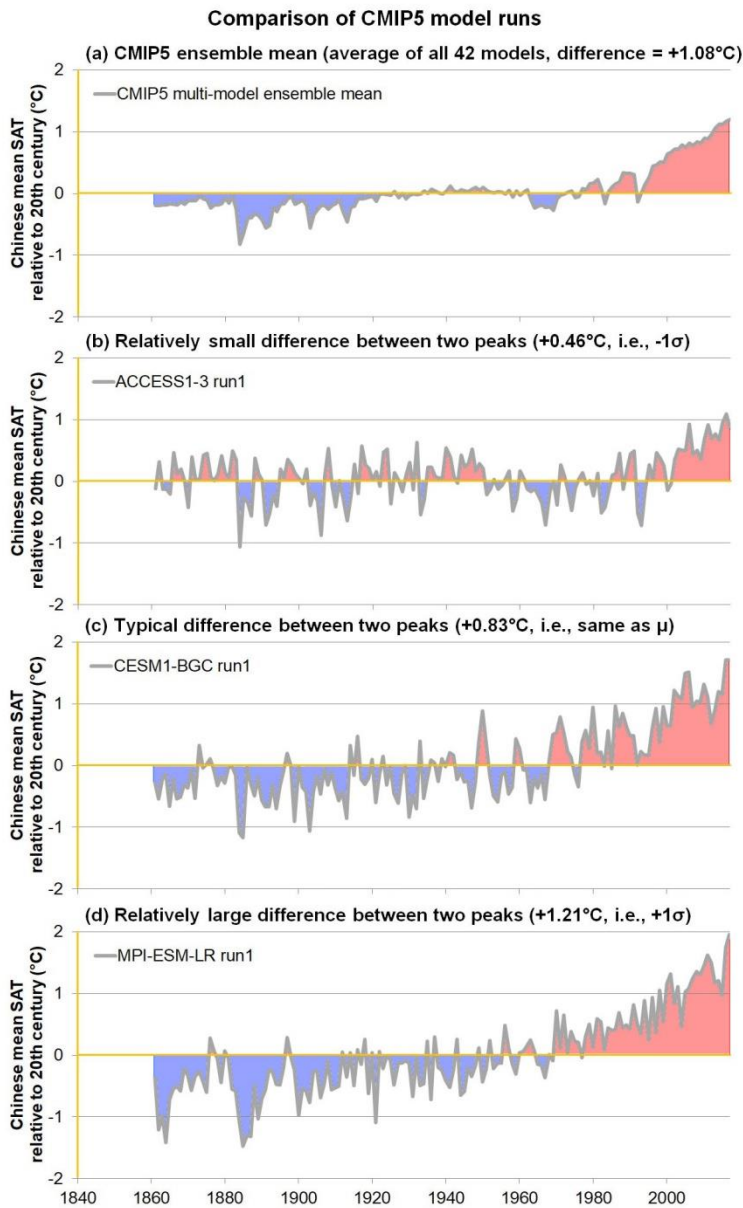 Comparison of CMIP5 model runs
(a) CMIP5 ensemble mean (average of all 42 models, difference = +1.08°C)
Chinese mean SAT
relative to 20th century (°C)
2
1
0
-1
-2
CMIP5 multi-model ensemble mean
(b) Relatively small difference between two peaks (+0.46°C, i.e., -1σ)
Chinese mean SAT
relative to 20th century (°C)
2
1
0
-1
-2
ACCESS1-3 run1
(c) Typical difference between two peaks (+0.83°C, i.e., same as μ)
Chinese mean SAT
relative to 20th century (°C)
2
1
0
-1
-2
CESM1-BGC run1
(d) Relatively large difference between two peaks (+1.21°C, i.e., +1σ)
Chinese mean SAT
relative to 20th century (°C)
2
1
0
-1
-2
MPI-ESM-LR run1
1840 1860 1880 1900 1920 1940 1960 1980 2000